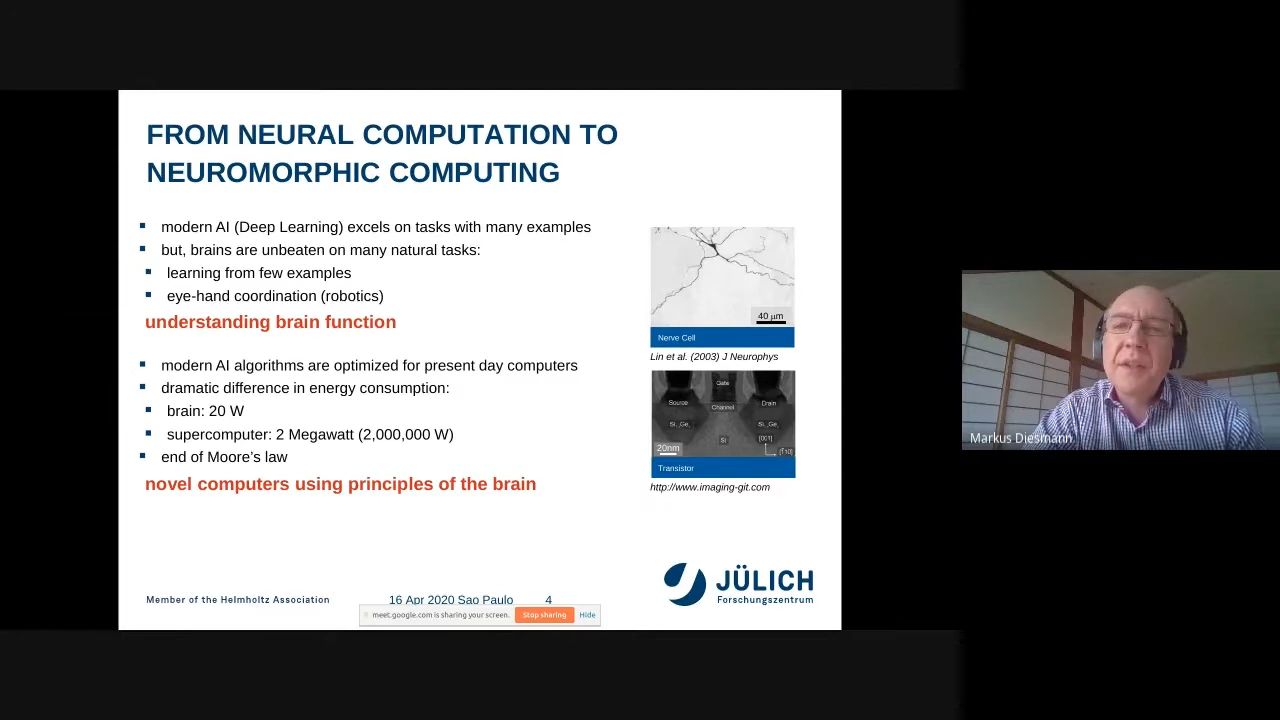 FROM NEURAL COMPUTATION TO
NEUROMORPHIC COMPUTING
modern AI (Deep Learning) excels on tasks with many examples
but, brains are unbeaten on many natural tasks:
learning from few examples
eye-hand coordination (robotics)
understanding brain function
modern AI algorithms are optimized for present day computers
dramatic difference in energy consumption:
brain: 20 W
supercomputer: 2 Megawatt (2,000,000 W)
end of Moore's law
novel computers using principles of the brain
40 µm
Nerve Cell
Lin et al. (2003) J Neurophys
Gate
Source
Channel
Drain
Si
20nm
[001]
Transistor
http://www.imaging-git.com
JÜLICH
Forschungszentrum
Member of the Helmholtz Association
16 Apr 2020 Sao Paulo
4
meet.google.com is sharing your screen.
Stop sharing
Hide
Markus Diesmann